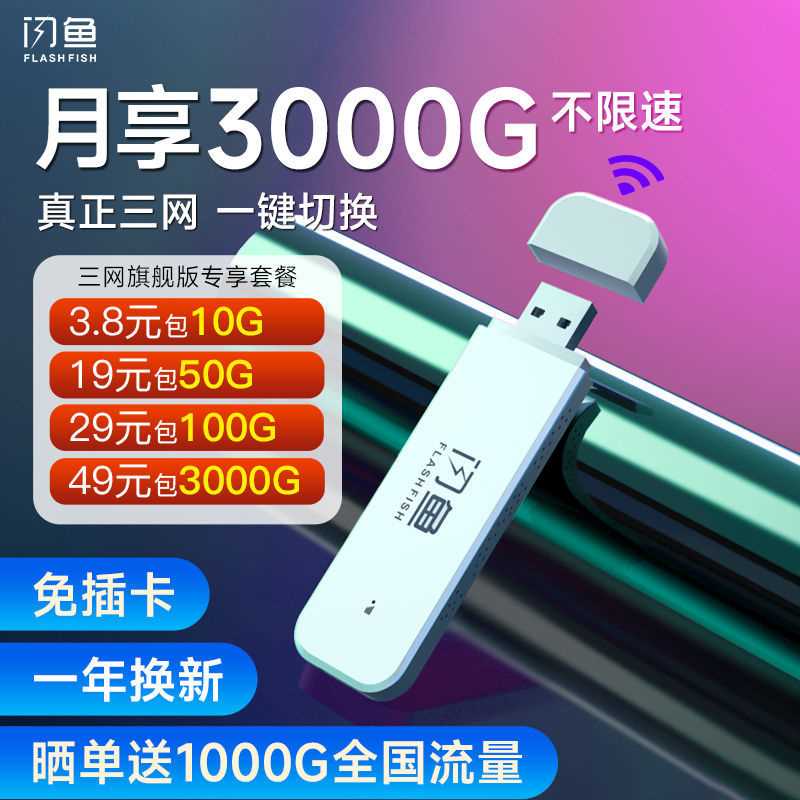 闪鱼
FLASHFISH
月享3000G不限速
真正三网 一键切换
三网旗舰版专享套餐
3.8元包10G
19元包50G
29元包100G
49元包3000G
闪鱼
FLASHFISH
免插卡
一年换新
晒单送1000G全国流量